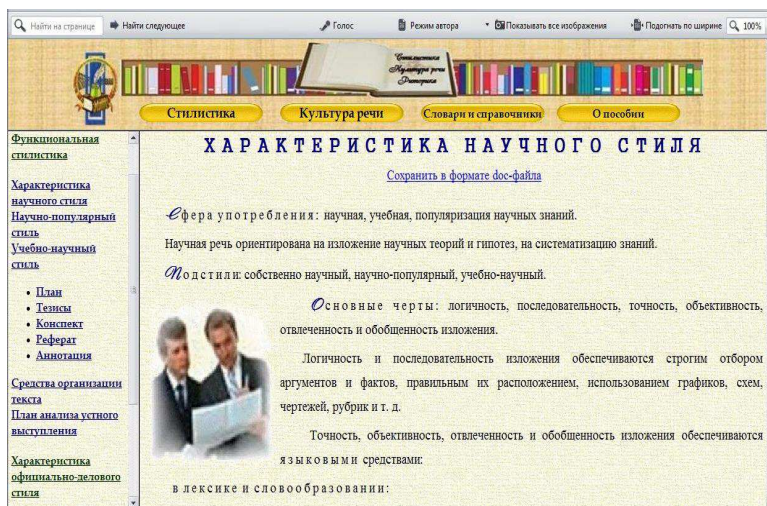 Найти на странице
Найти следующее
Голос
Режим автора
Показывать все изображения
Подогнать по ширине
100%
Стилистика
Культура речи
Риторика
Стилистика
Культура речи
Словари и справочники
О пособии
Функциональная
стилистика
Характеристика
научного стиля
Научно-популярный
стиль
Учебно-научный
стиль
План
Тезисы
Конспект
Реферат
Аннотация
Средства организации
текста
План анализа устного
выступления
Характеристика
официально-делового
стиля
ХАРАКТЕРИСТИКА НАУЧНОГО СТИЛЯ
Сохранить в формате doc-файла
Сфера употребления: научная, учебная, популяризация научных знаний.
Научная речь ориентирована на изложение научных теорий и гипотез, на систематизацию знаний.
Подстили: собственно научный, научно-популярный, учебно-научный.
Основные черты: логичность, последовательность, точность, объективность,
отвлеченность и обобщенность изложения.
Логичность и последовательность изложения обеспечиваются строгим отбором
аргументов и фактов, правильным их расположением, использованием графиков, схем,
чертежей, рубрик и т. д.
Точность, объективность, отвлеченность и обобщенность изложения обеспечиваются
языковыми средствами:
в лексике и словообразовании: